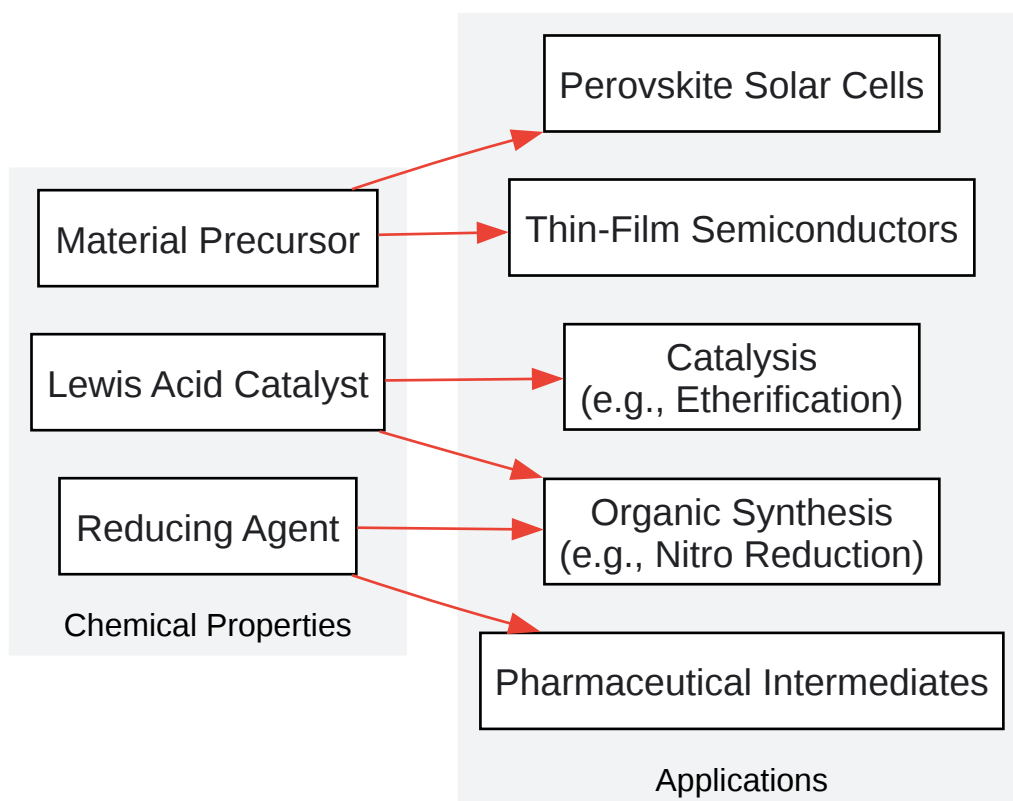 Material Precursor
Lewis Acid Catalyst
Reducing Agent
Chemical Properties
Perovskite Solar Cells
Thin-Film Semiconductors
Catalysis
(e.g., Etherification)
Organic Synthesis
(e.g., Nitro Reduction)
Pharmaceutical Intermediates
Applications